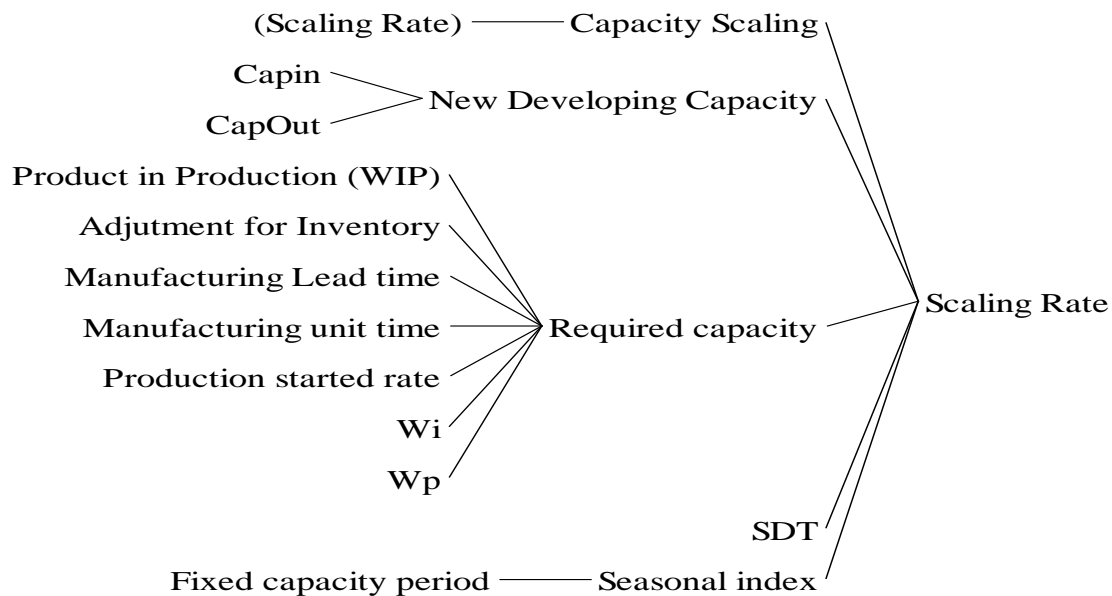 (Scaling Rate)
Capacity Scaling
Capin
CapOut
New Developing Capacity
Product in Production (WIP)
Adjutment for Inventory
Manufacturing Lead time
Manufacturing unit time
Production started rate
Wi
Wp
Required capacity
SDT
Fixed capacity period
Seasonal index
Scaling Rate